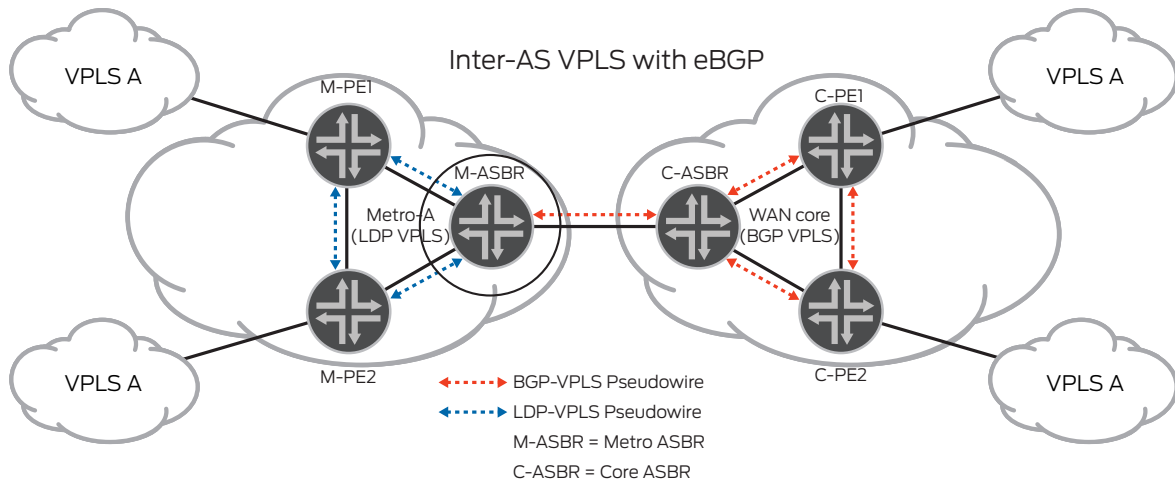 Inter-AS VPLS with eBGP
VPLS A
VPLS A
M-PE1
C-PE1
M-ASBR
C-ASBR
Metro-A
(LDP VPLS)
WAN core
(BGP VPLS)
M-PE2
C-PE2
VPLS A
VPLS A
BGP-VPLS Pseudowire
LDP-VPLS Pseudowire
M-ASBR = Metro ASBR
C-ASBR = Core ASBR